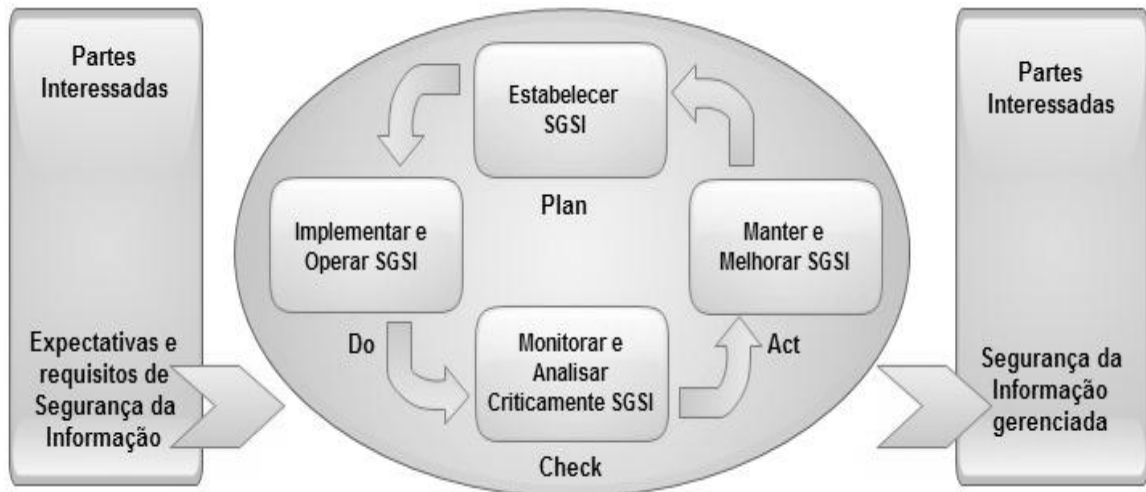 Partes
Interessadas
Expectativas e
requisitos de
Segurança da
Informação
Estabelecer
SGSI
Plan
Implementar e
Operar SGSI
Do
Monitorar e
Analisar
Criticamente SGSI
Check
Manter e
Melhorar SGSI
Act
Partes
Interessadas
Segurança da
Informação
gerenciada